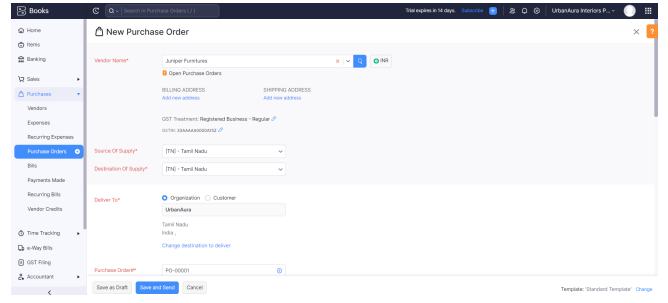 Books
Search in Purchase Orders ( / )
Trial expires in 14 days. Subscribe
UrbanAura Interiors P...
Home
Items
Banking
Sales
Purchases
Vendors
Expenses
Recurring Expenses
Purchase Orders
Bills
Payments Made
Recurring Bills
Vendor Credits
Time Tracking
e-Way Bills
GST Filing
Accountant
New Purchase Order
Vendor Name*
Juniper Furnitures
INR
Open Purchase Orders
BILLING ADDRESS SHIPPING ADDRESS
Add new address Add new address
GST Treatment: Registered Business - Regular
Source Of Supply*
[TN] - Tamil Nadu
Destination Of Supply*
[TN] - Tamil Nadu
Deliver To*
Organization Customer
UrbanAura
Tamil Nadu
India ,
Change destination to deliver
Purchase Order#*
PO-00001
Save as Draft Save and Send Cancel
Template: 'Standard Template' Change